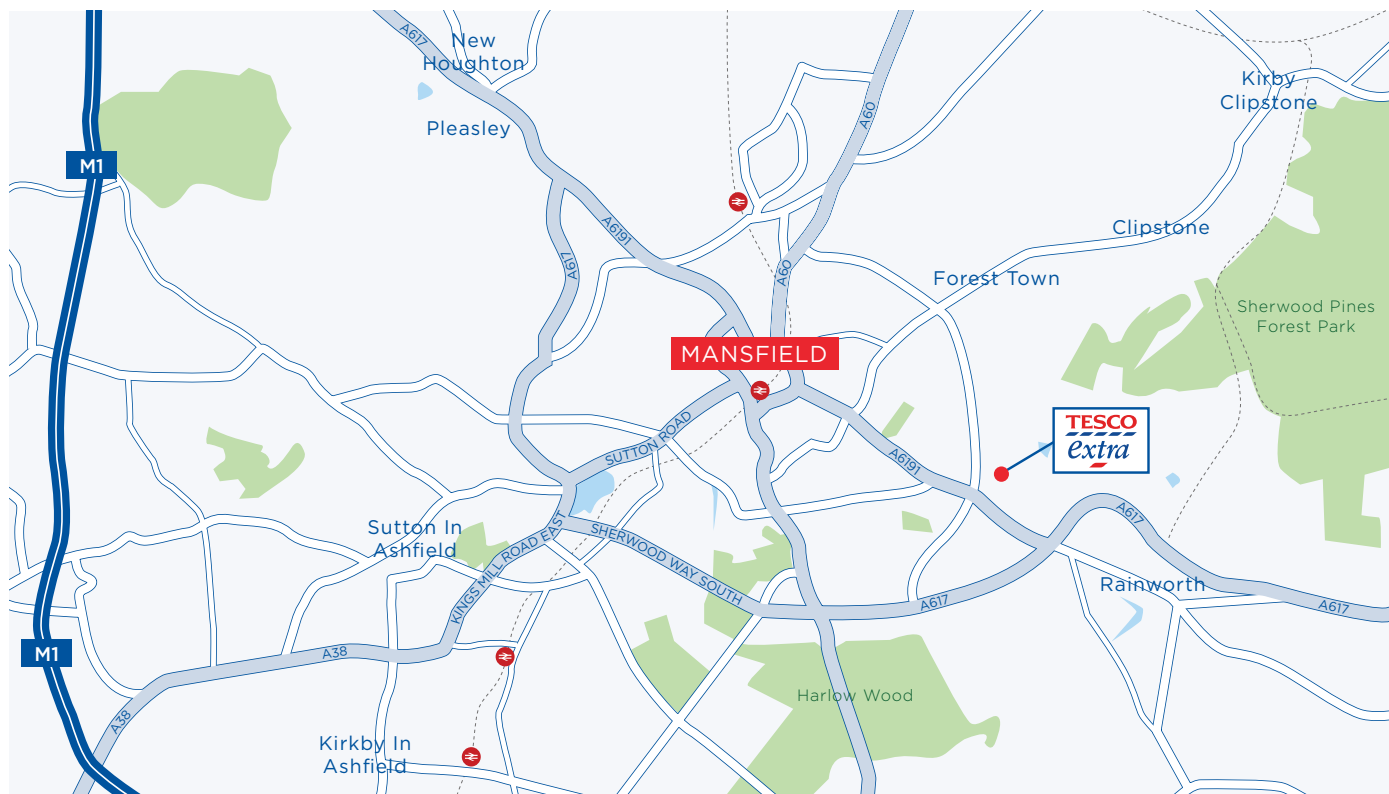 A617
New
Houghton
Kirby
Clipstone
A60
Pleasley
M1
A6191
Clipstone
A617
A60
Forest Town
Sherwood Pines
Forest Park
MANSFIELD
TESCO
extra
SUTTON ROAD
A6191
A617
Sutton In
Ashfield
KINGS MILL ROAD EAST
SHERWOOD WAY SOUTH
Rainworth
A617
A617
M1
A38
Harlow Wood
A38
Kirkby In
Ashfield